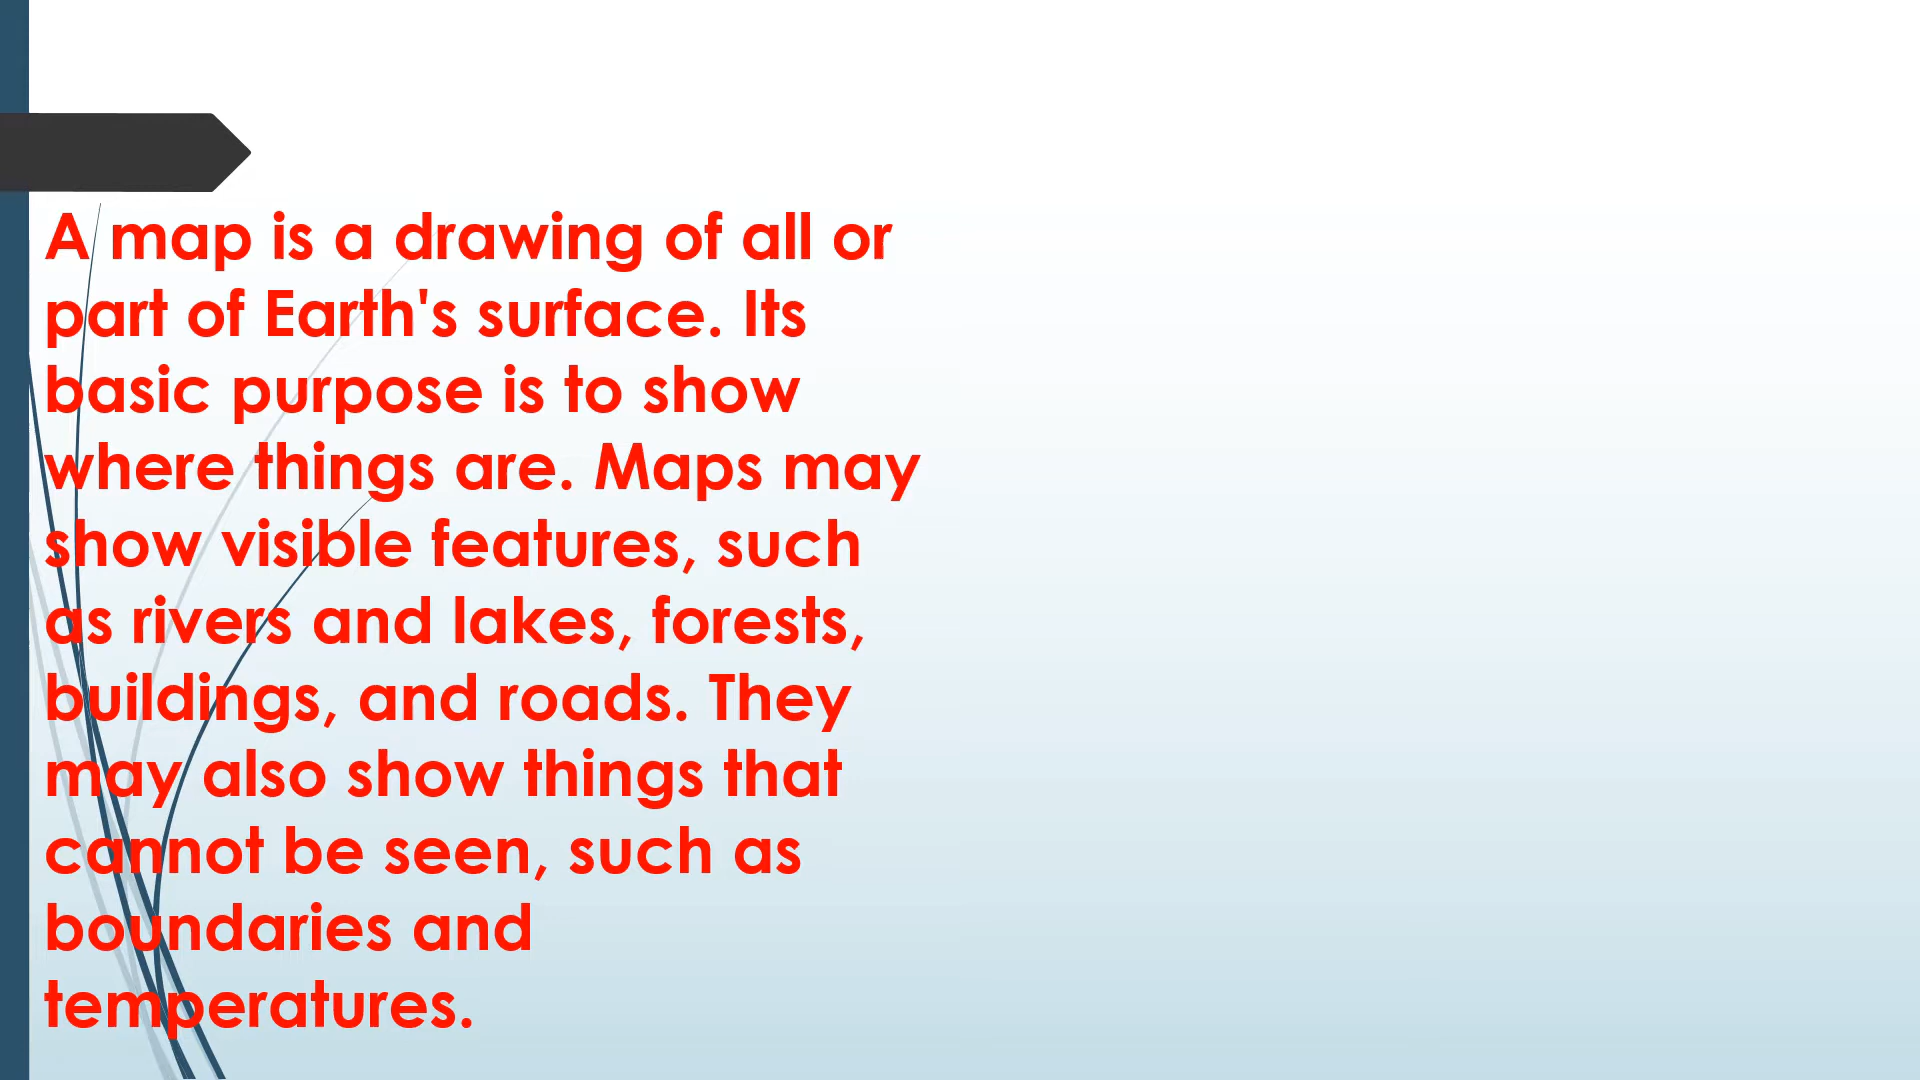 A map is a drawing of all or
part of Earth's surface. Its
basic purpose is to show
where things are. Maps may
show visible features, such
as rivers and lakes, forests,
buildings, and roads. They
may also show things that
cannot be seen, such as
boundaries and
temperatures.